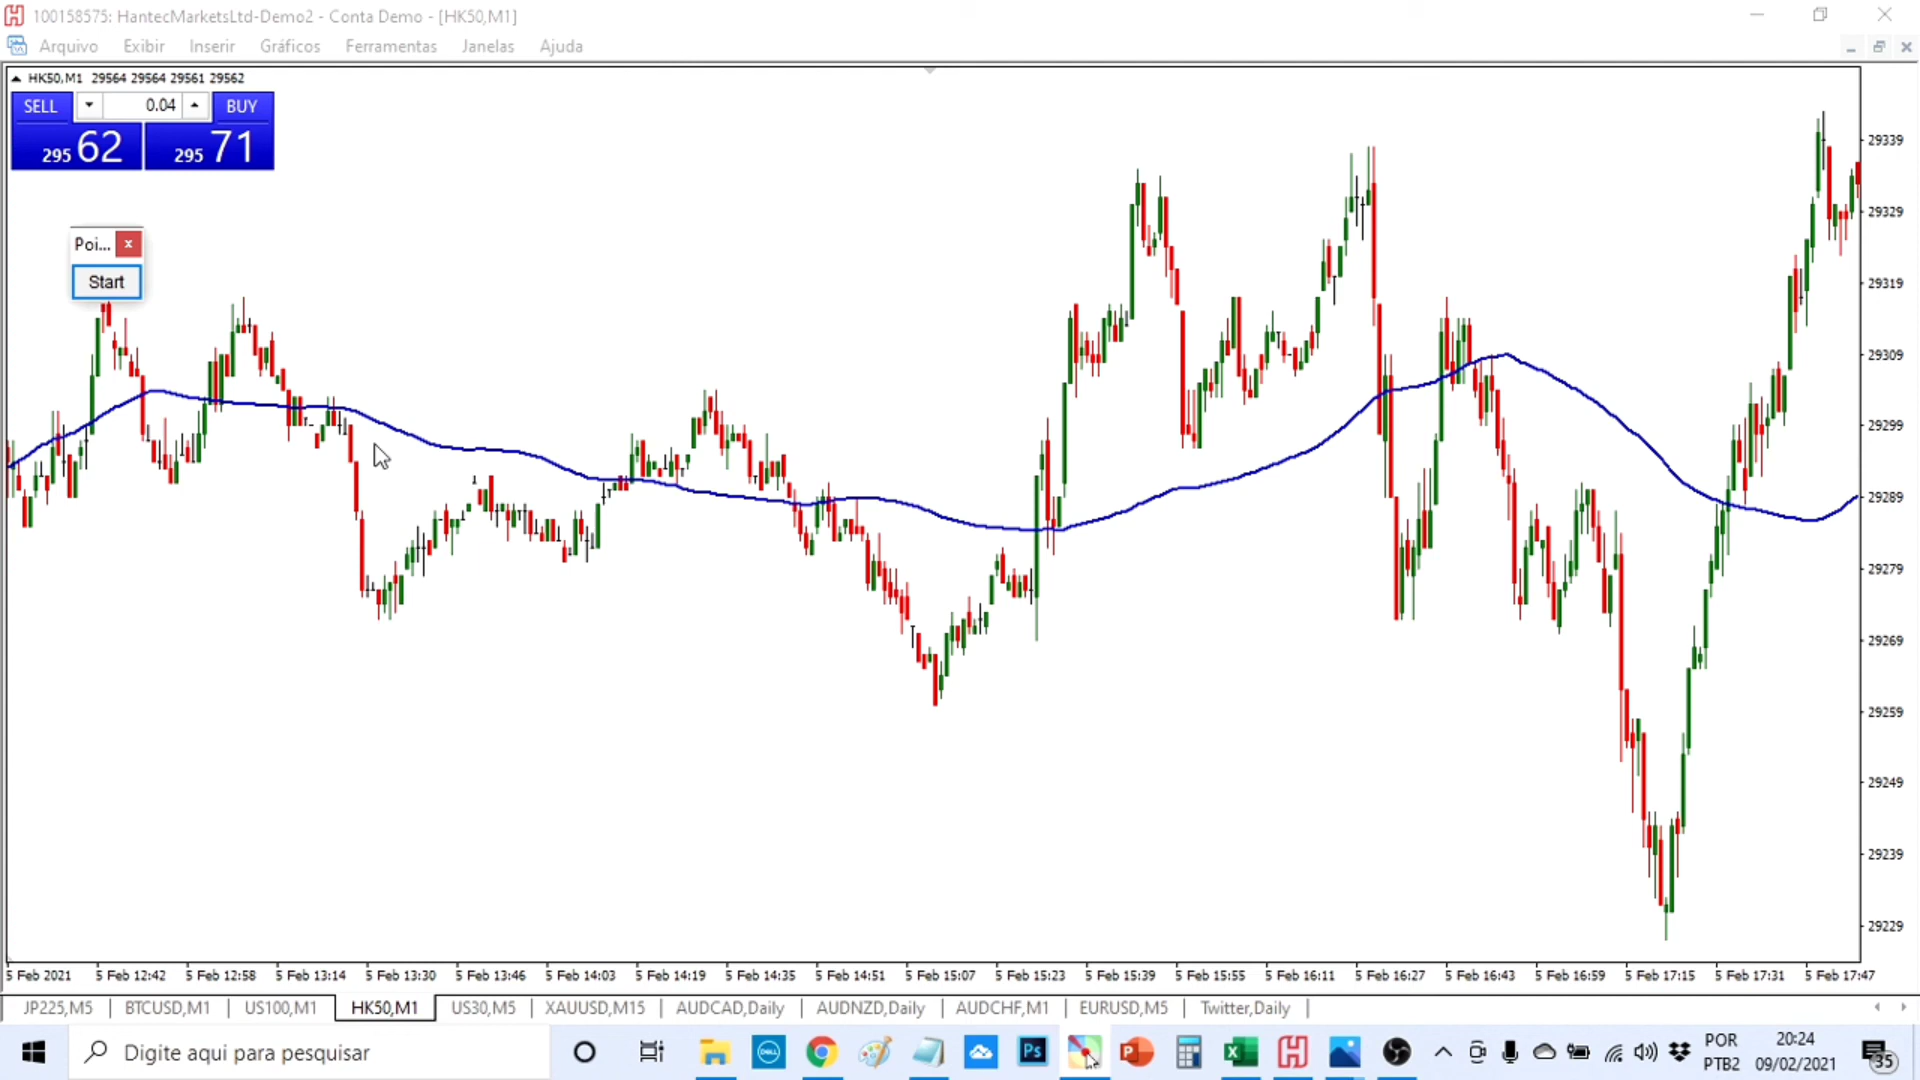 100158575: HantecMarketsLtd-Demo2 - Conta Demo - [HK50,M1]
Arquivo Exibir Inserir Gráficos Ferramentas Janelas Ajuda
HK50,M1 29564 29564 29561 29562
SELL 0.04 BUY
295 62 295 71
Poi... x
Start
29339
29329
29319
29309
29299
29289
29279
29269
29259
29249
29239
29229
5 Feb 2021 5 Feb 12:42 5 Feb 12:58 5 Feb 13:14 5 Feb 13:30 5 Feb 13:46 5 Feb 14:03 5 Feb 14:19 5 Feb 14:35 5 Feb 14:51 5 Feb 15:07 5 Feb 15:23 5 Feb 15:39 5 Feb 15:55 5 Feb 16:11 5 Feb 16:27 5 Feb 16:43 5 Feb 16:59 5 Feb 17:15 5 Feb 17:31 5 Feb 17:47
JP225,M5 BTCUSD,M1 US100,M1 HK50,M1 US30,M5 XAUUSD,M15 AUDCAD,Daily AUDNZD,Daily AUDCHF,M1 EURUSD,M5 Twitter,Daily
Digite aqui para pesquisar
DELL
Ps
POR
PTB2
20:24
09/02/2021
35